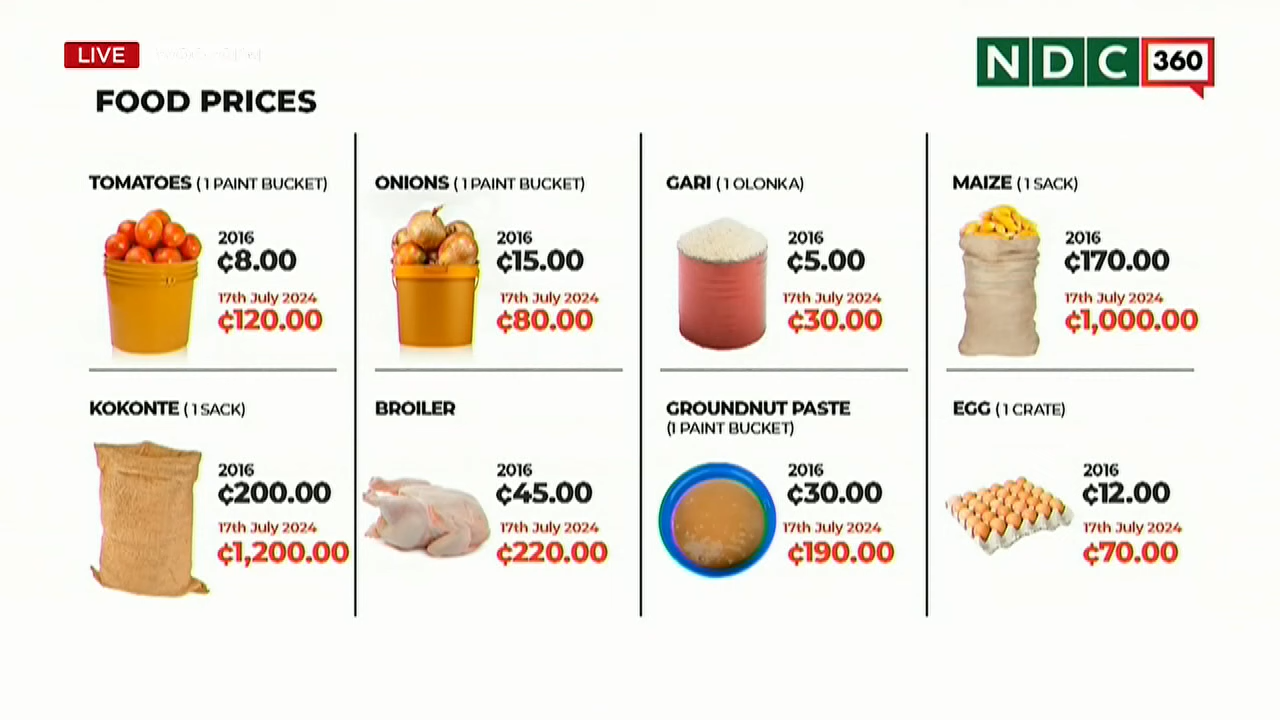 LIVE
NDC 360
FOOD PRICES
TOMATOES (1 PAINT BUCKET)
2016
₵8.00
17th July 2024
₵120.00
ONIONS (1 PAINT BUCKET)
2016
₵15.00
17th July 2024
₵80.00
GARI (1 OLONKA)
2016
₵5.00
17th July 2024
₵30.00
MAIZE (1 SACK)
2016
₵170.00
17th July 2024
₵1,000.00
KOKONTE (1 SACK)
2016
₵200.00
17th July 2024
₵1,200.00
BROILER
2016
₵45.00
17th July 2024
₵220.00
GROUNDNUT PASTE
(1 PAINT BUCKET)
2016
₵30.00
17th July 2024
₵190.00
EGG (1 CRATE)
2016
₵12.00
17th July 2024
₵70.00